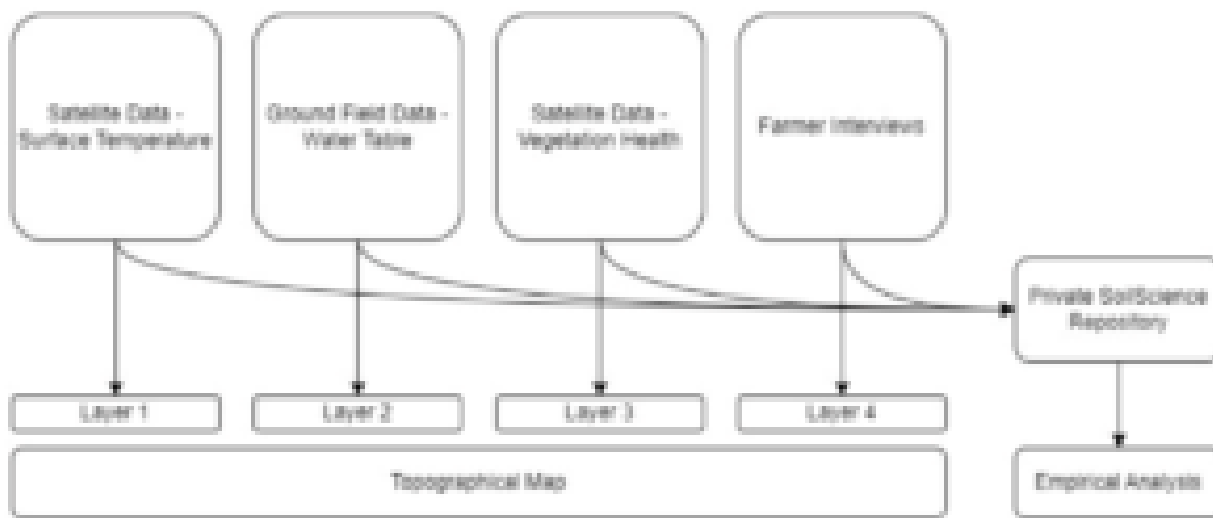 Satellite Data -
Surface Temperature
Ground Field Data -
Water Table
Satellite Data -
Vegetation Health
Farmer Interviews
Private SoilScience
Repository
Layer 1
Layer 2
Layer 3
Layer 4
Topographical Map
Empirical Analysis